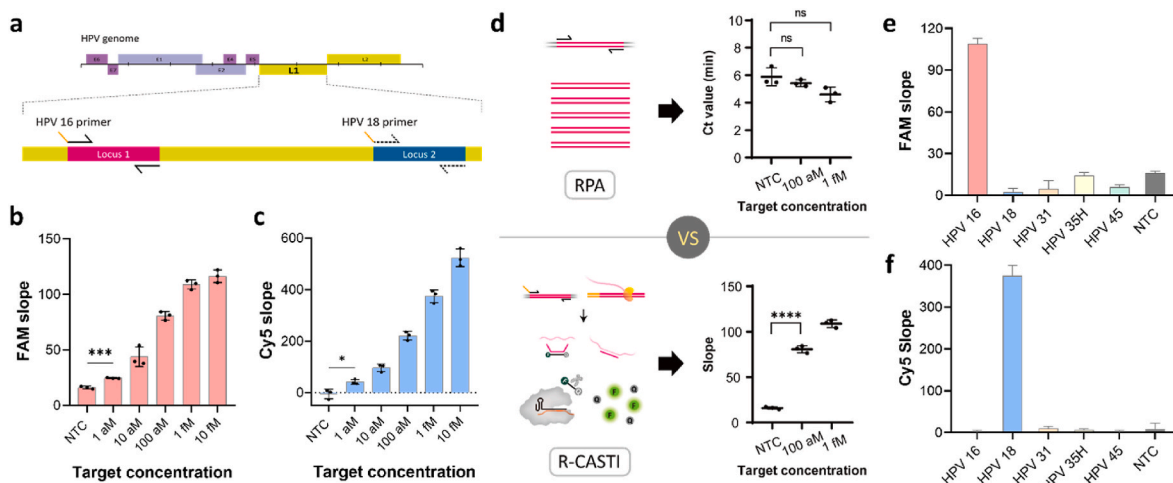 a
HPV genome
E6
E7
E1
E2
E4
E5
L1
L2
HPV 16 primer
HPV 18 primer
Locus 1
Locus 2
b
FAM slope
150
100
50
0
***
NTC
1 aM
10 aM
100 aM
1 fM
10 fM
Target concentration
c
Cy5 slope
600
400
200
0
*
NTC
1 aM
10 aM
100 aM
1 fM
10 fM
Target concentration
d
RPA
Ct value (min)
10
8
6
4
2
0
ns
ns
NTC
100 aM
1 fM
Target concentration
VS
R-CASTI
F
F
F
F
Slope
150
100
50
0
****
NTC
100 aM
1 fM
Target concentration
e
FAM slope
120
90
60
30
0
HPV 16
HPV 18
HPV 31
HPV 35H
HPV 45
NTC
f
Cy5 Slope
400
300
200
100
0
HPV 16
HPV 18
HPV 31
HPV 35H
HPV 45
NTC